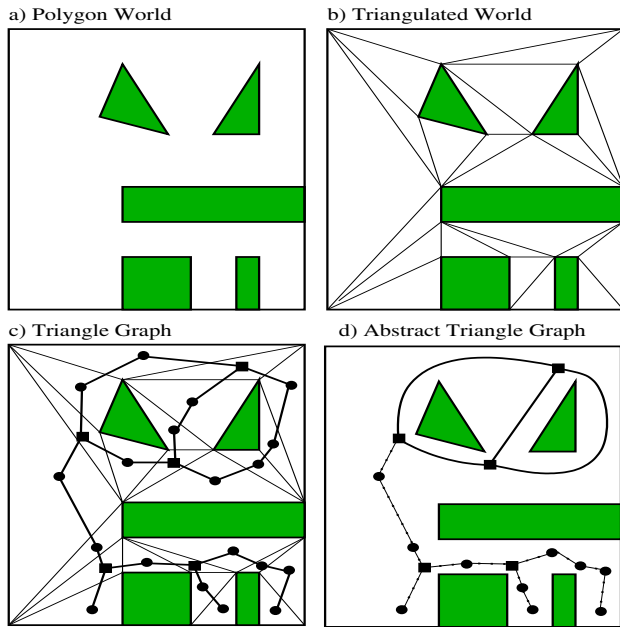 a) Polygon World
b) Triangulated World
c) Triangle Graph
d) Abstract Triangle Graph